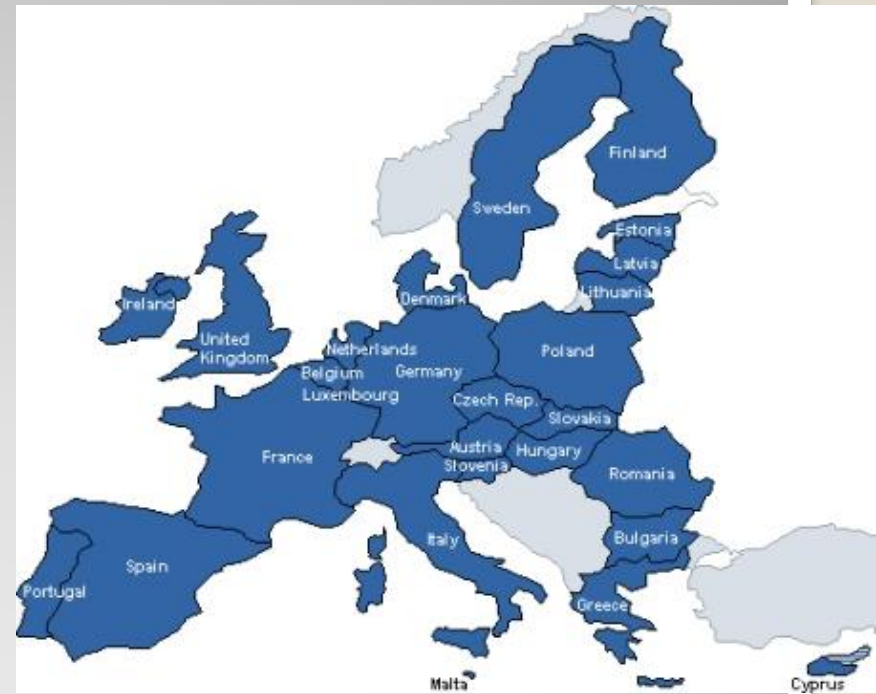 Finland
Sweden
Estonia
Latvia
Lithuania
Denmark
Ireland
United
Kingdom
Netherlands
Belgium
Germany
Luxembourg
Poland
Czech Rep.
Slovakia
Austria
Hungary
Slovenia
France
Romania
Italy
Bulgaria
Spain
Portugal
Greece
Malta
Cyprus